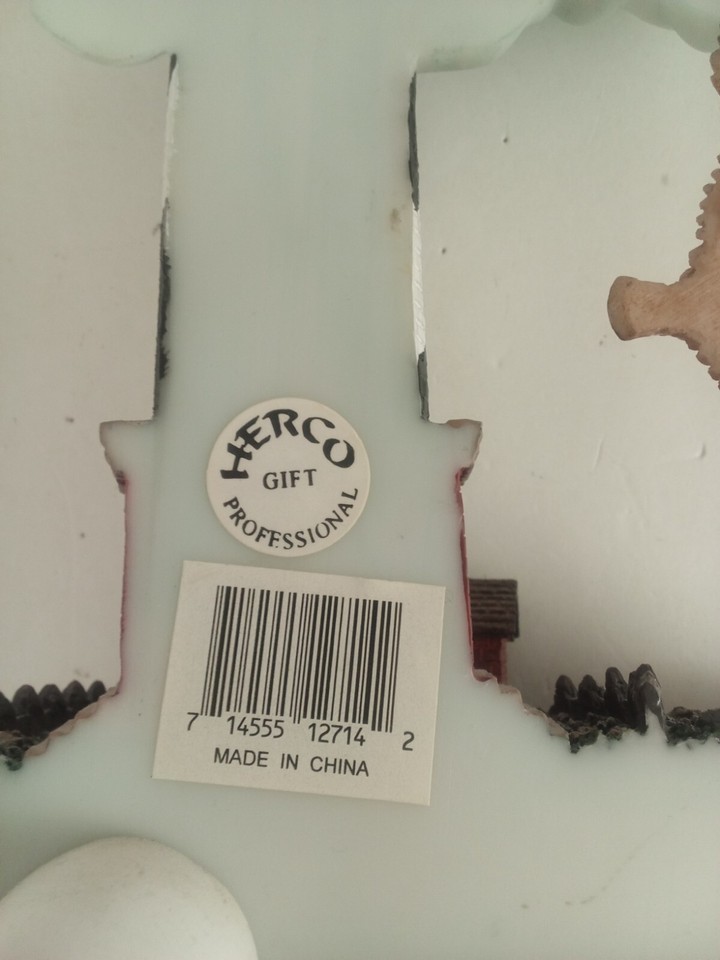 HERCO
GIFT
PROFESSIONAL
7 14555 12714 2
MADE IN CHINA